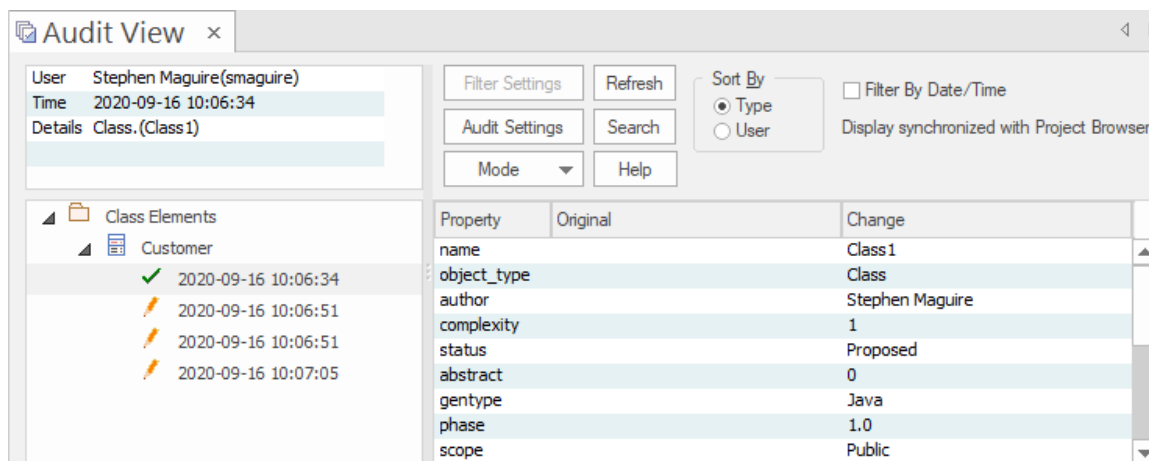 Audit View ×
User Stephen Maguire(smaguire)
Time 2020-09-16 10:06:34
Details Class.(Class1)
Filter Settings Refresh
Audit Settings Search
Mode Help
Sort By
Type
User
Filter By Date/Time
Display synchronized with Project Browser
Class Elements
Customer
2020-09-16 10:06:34
2020-09-16 10:06:51
2020-09-16 10:06:51
2020-09-16 10:07:05
Property Original Change
name Class1
object_type Class
author Stephen Maguire
complexity 1
status Proposed
abstract 0
gentype Java
phase 1.0
scope Public